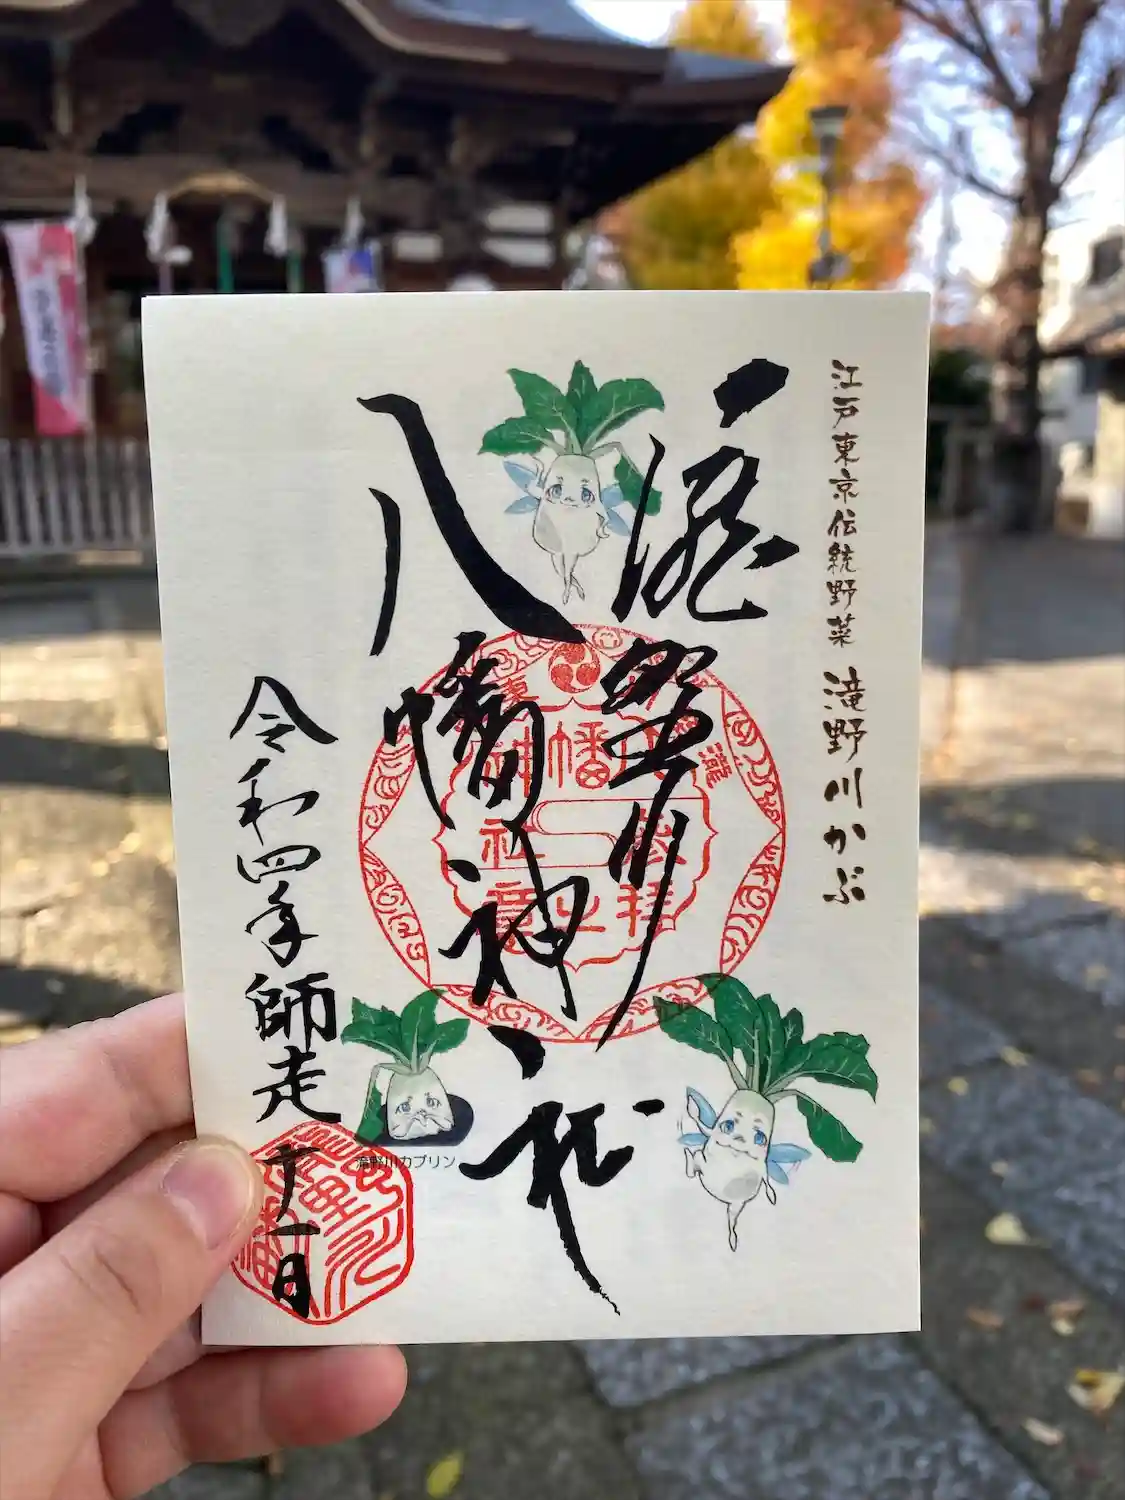 江戸東京伝統野菜 滝野川かぶ
滝野川
八幡神社
令和四年師走十一日
滝野川カブリン